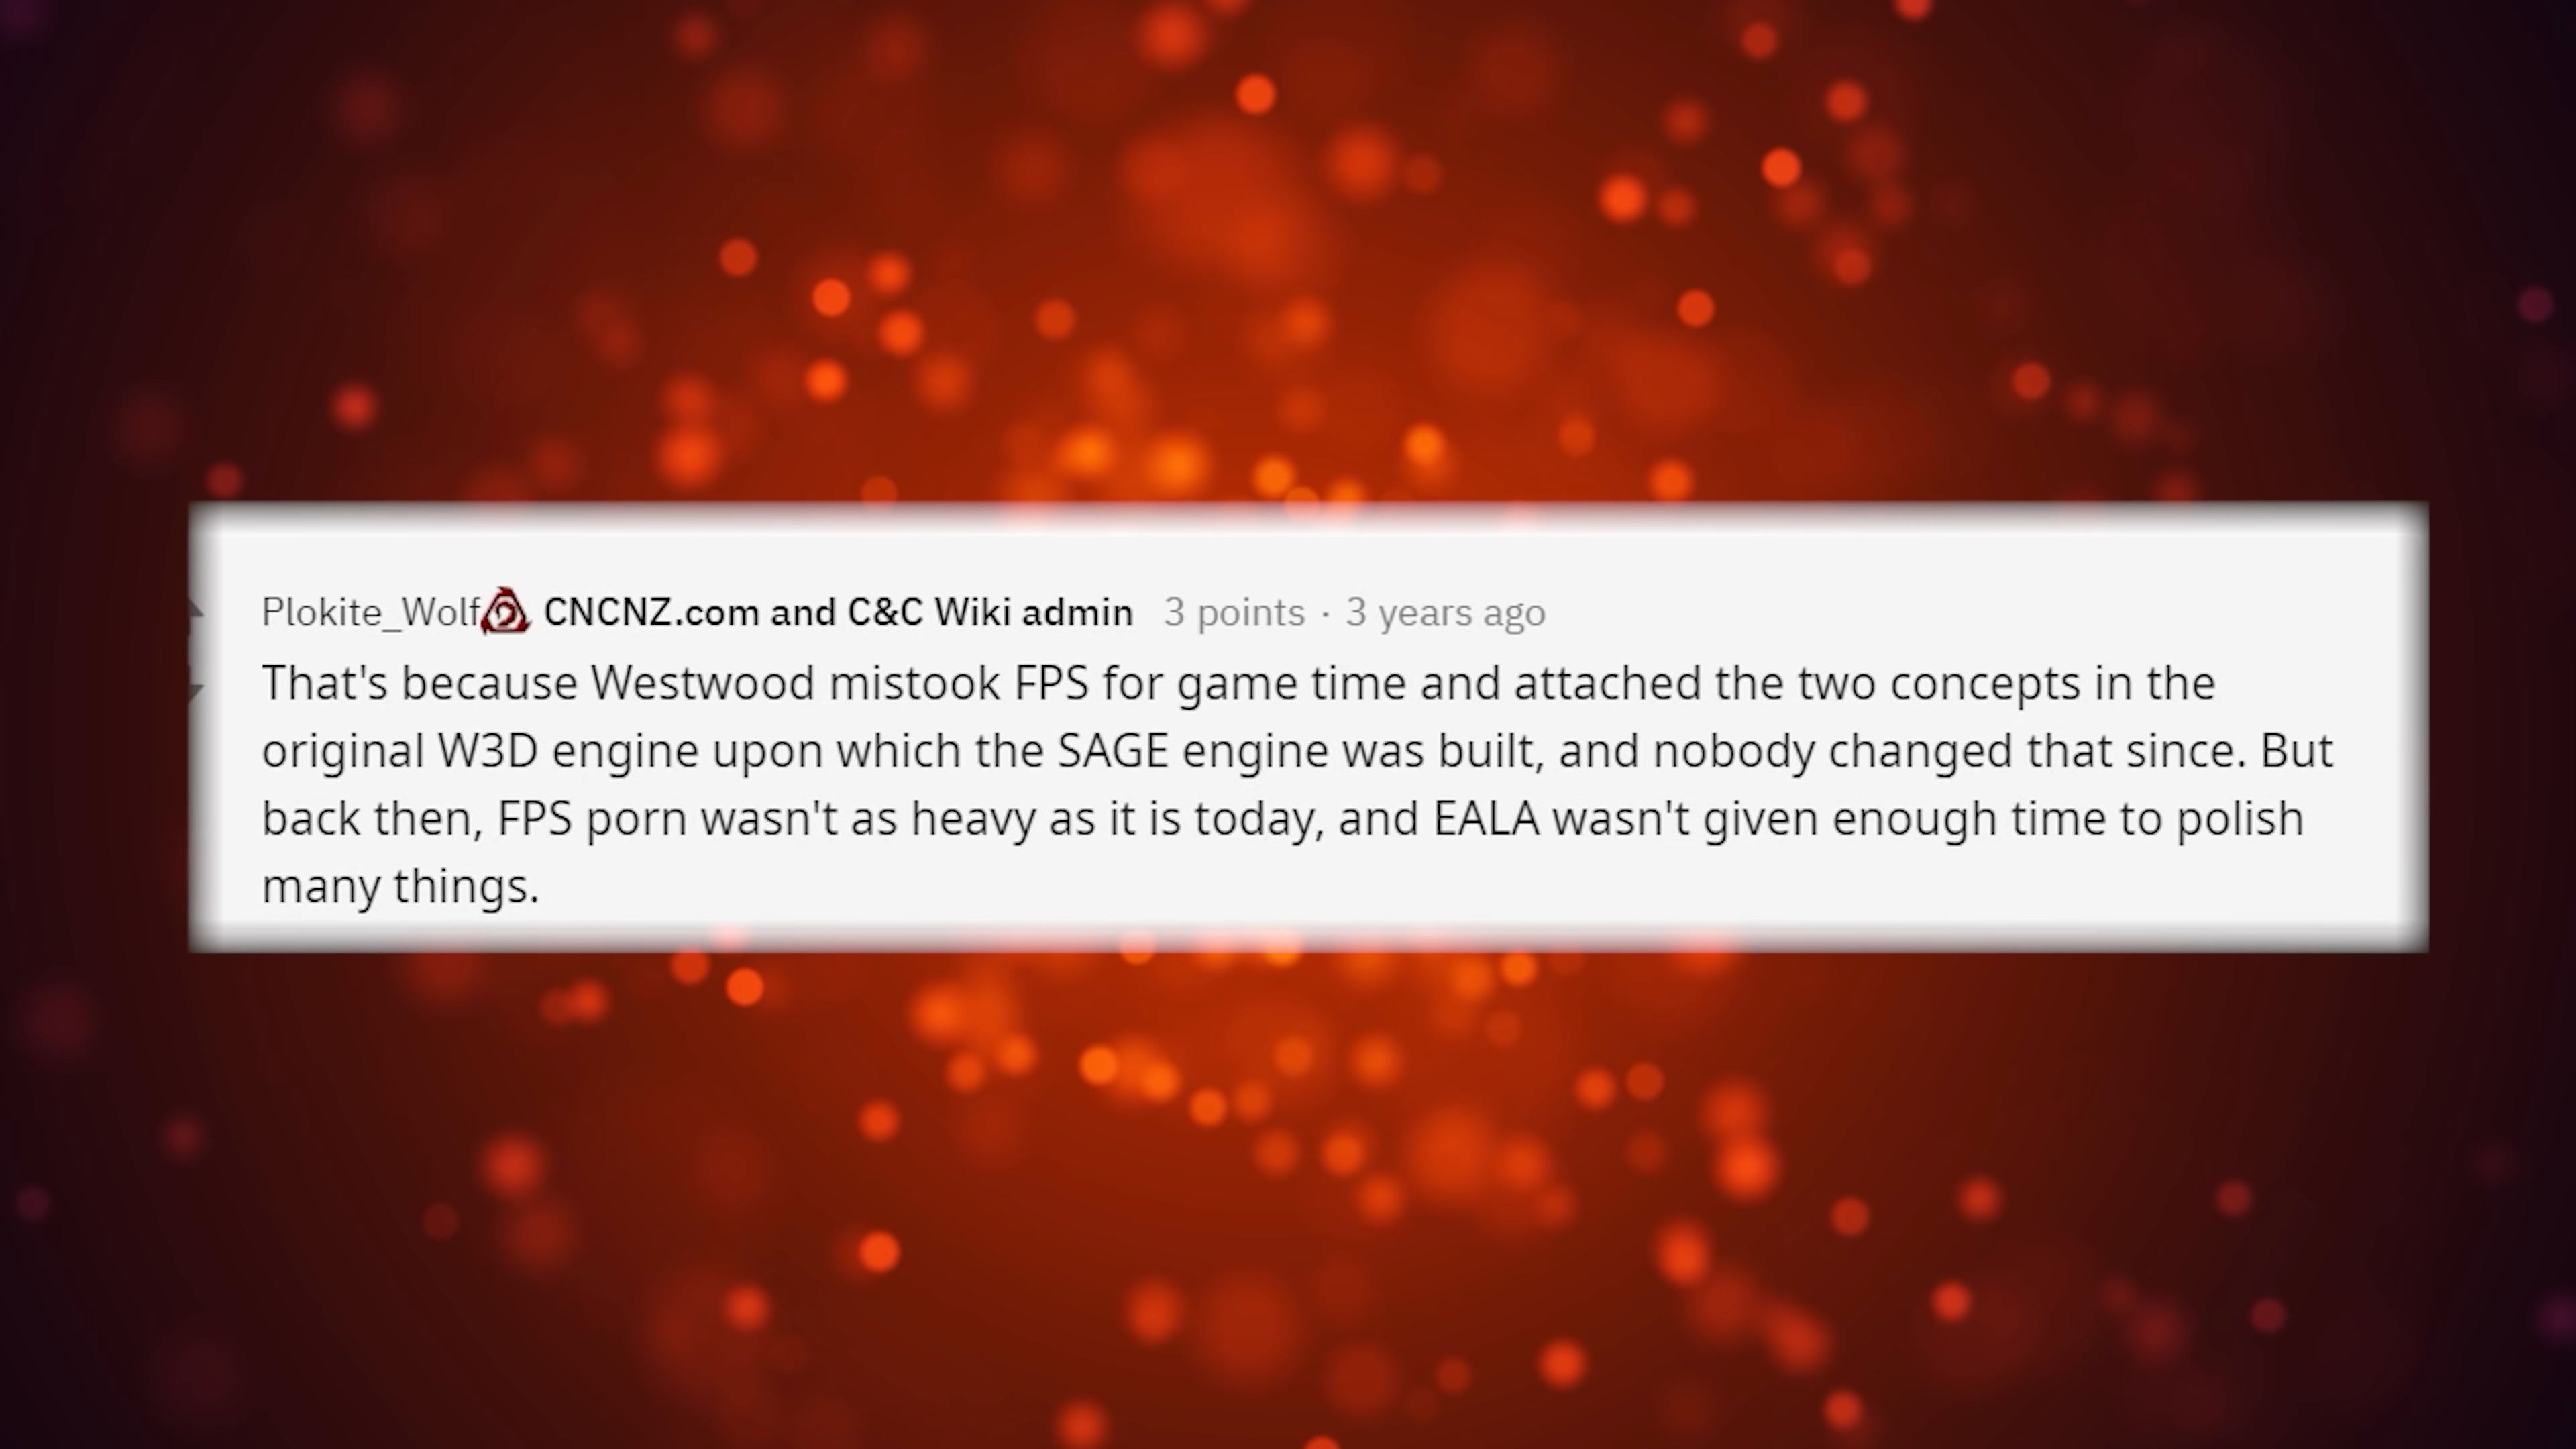 Plokite_Wolf CNCNZ.com and C&C Wiki admin 3 points · 3 years ago
That's because Westwood mistook FPS for game time and attached the two concepts in the
original W3D engine upon which the SAGE engine was built, and nobody changed that since. But
back then, FPS porn wasn't as heavy as it is today, and EALA wasn't given enough time to polish
many things.